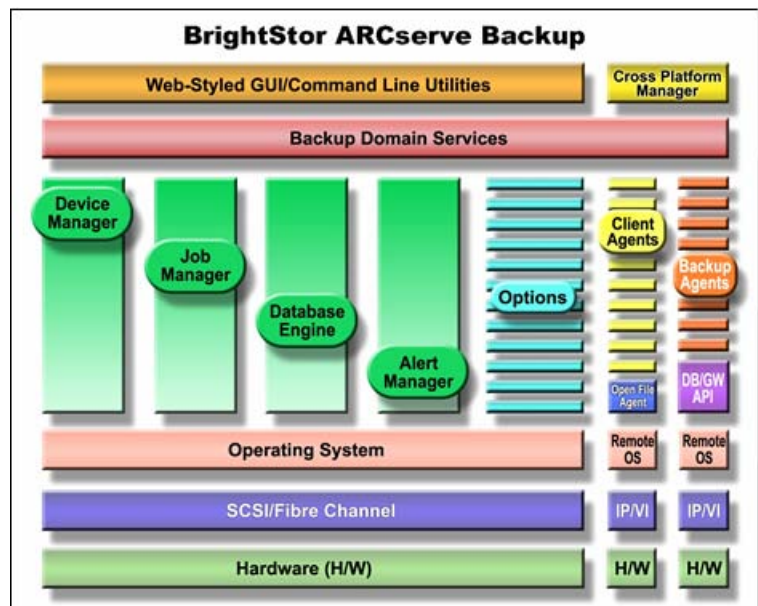 BrightStor ARCserve Backup
Web-Styled GUI/Command Line Utilities
Cross Platform
Manager
Backup Domain Services
Device
Manager
Job
Manager
Database
Engine
Alert
Manager
Options
Client
Agents
Backup
Agents
Open File
Agent
DB/GW
API
Operating System
Remote
OS
Remote
OS
SCSI/Fibre Channel
IP/VI
IP/VI
Hardware (H/W)
H/W
H/W